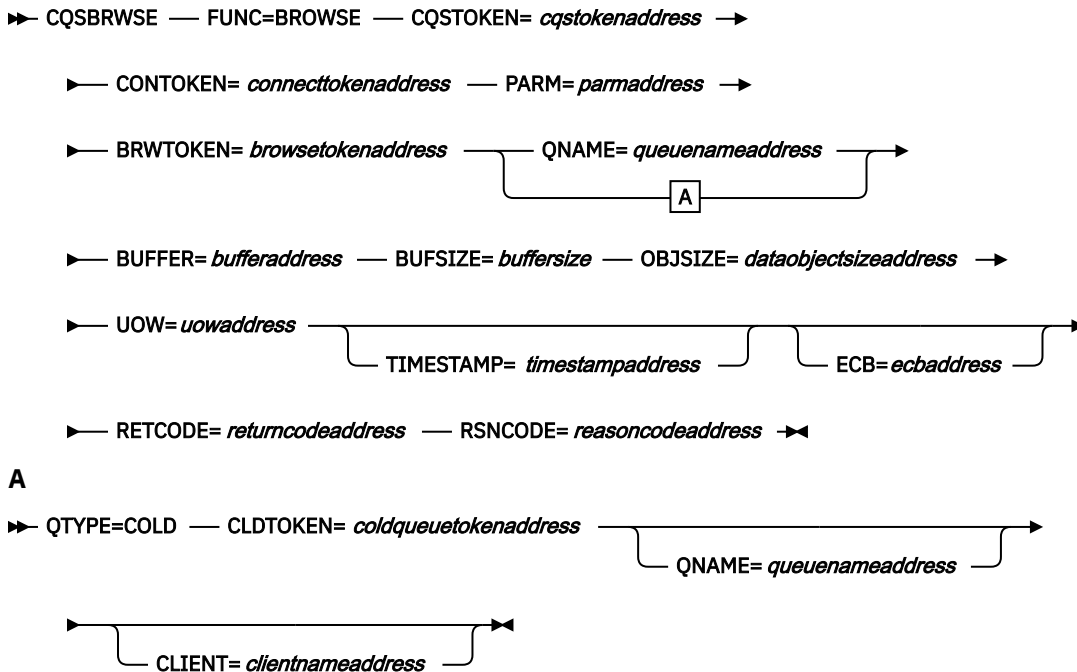 CQSBRWSE FUNC=BROWSE CQSTOKEN= cqstokenaddress
CONTOKEN= connecttokenaddress PARM= parmaddress
BRWTOKEN= browsetokenaddress QNAME= queuenameaddress
A
BUFFER= bufferaddress BUFSIZE= buffersize OBJSIZE= dataobjectsizeaddress
UOW= uowaddress
TIMESTAMP= timestampaddress ECB= ecbaddress
RETCODE= returncodeaddress RSNCODE= reasoncodeaddress
A
QTYPE=COLD CLDTOKEN= coldqueuetokenaddress
QNAME= queuenameaddress
CLIENT= clientnameaddress